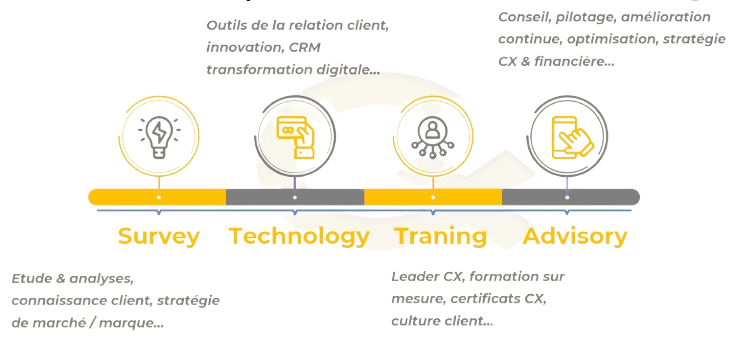 Outils de la relation client,
innovation, CRM
transformation digitale...
Conseil, pilotage, amélioration
continue, optimisation, stratégie
CX & financière...
Survey
Technology
Traning
Advisory
Etude & analyses,
connaissance client, stratégie
de marché / marque...
Leader CX, formation sur
mesure, certificats CX,
culture client...